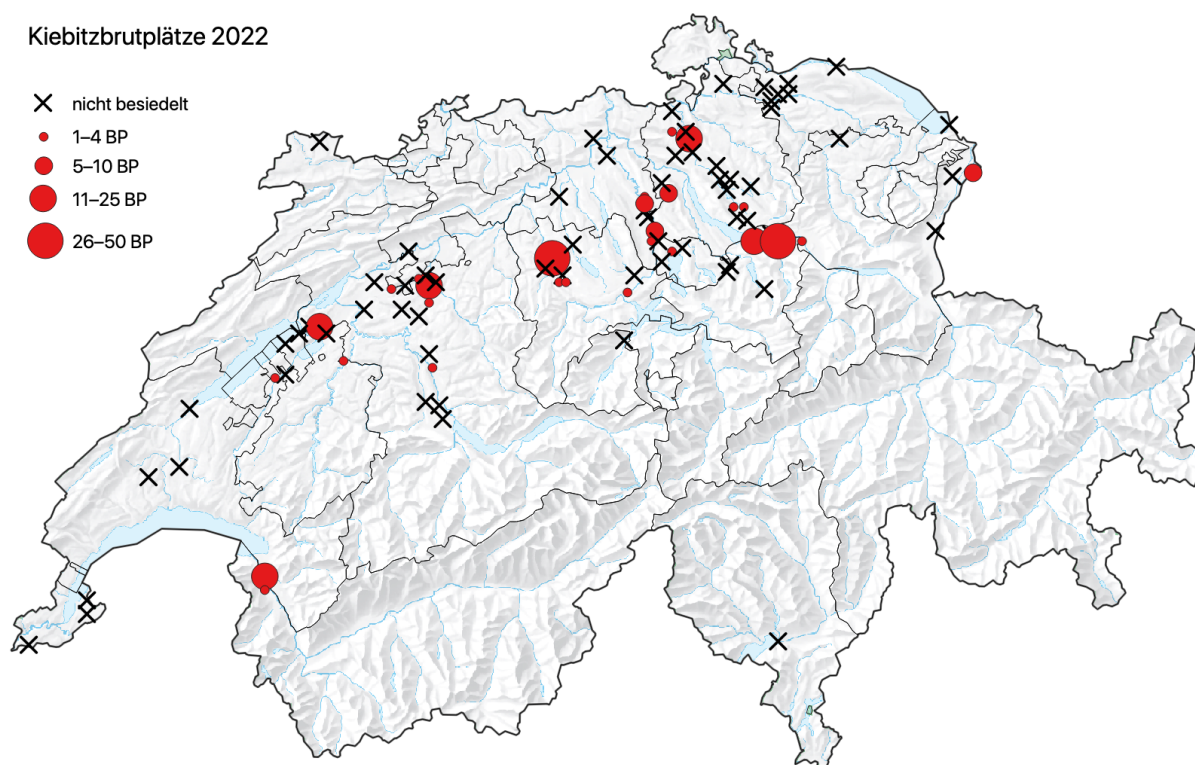 Kiebitzbrutplätze 2022
nicht besiedelt
1–4 BP
5–10 BP
11–25 BP
26–50 BP